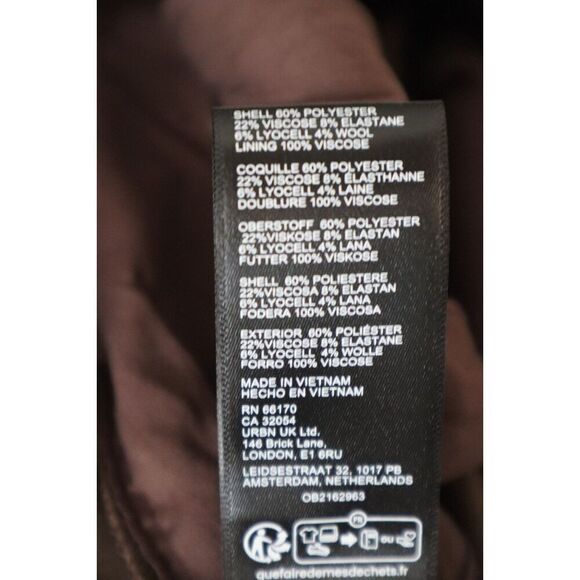 SHELL 60% POLYESTER
22% VISCOSE 8% ELASTANE
6% LYOCELL 4% WOOL
LINING 100% VISCOSE
COQUILLE 60% POLYESTER
22% VISCOSE 8% ÉLASTHANNE
6% LYOCELL 4% LAINE
DOUBLURE 100% VISCOSE
OBERSTOFF 60% POLYESTER
22%VISKOSE 8% ELASTAN
6% LYOCELL 4% LANA
FUTTER 100% VISKOSE
SHELL 60% POLIESTERE
22%VISCOSA 8% ELASTAN
6% LYOCELL 4% LANA
FODERA 100% VISCOSA
EXTERIOR 60% POLIÉSTER
22%VISCOSE 8% ELASTANE
6% LYOCELL 4% WOLLE
FORRO 100% VISCOSE
MADE IN VIETNAM
HECHO EN VIETNAM
RN 66170
CA 32054
URBN UK Ltd.
146 Brick Lane,
LONDON, E1 6RU
LEIDSESTRAAT 32, 1017 PB
AMSTERDAM, NETHERLANDS
OB2162963
FR
OU
quefairedemesdechets.fr